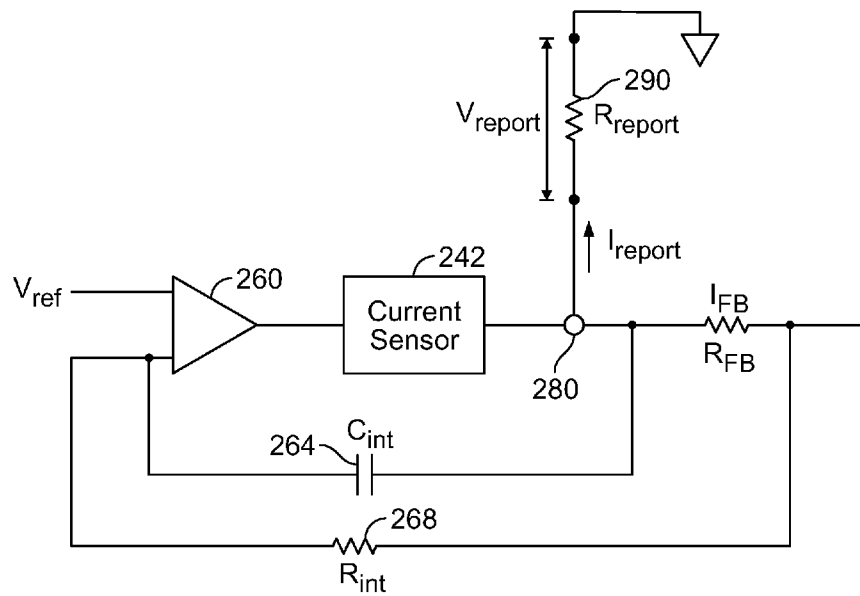 290
V_report
R_report
I_report
242
260
V_ref
Current
Sensor
I_FB
R_FB
280
C_int
264
268
R_int